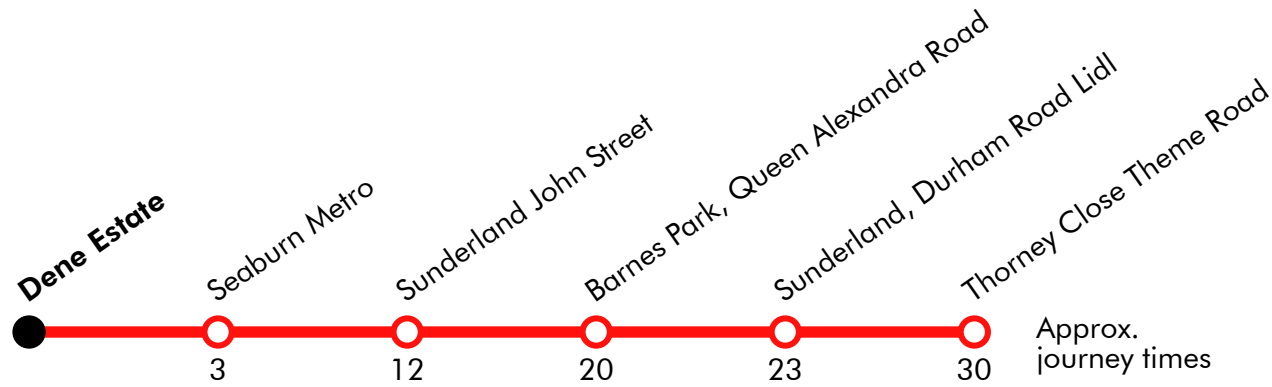 Dene Estate
Seaburn Metro
Sunderland John Street
Barnes Park, Queen Alexandra Road
Sunderland, Durham Road Lidl
Thorney Close Theme Road
3
12
20
23
30
Approx.
journey times